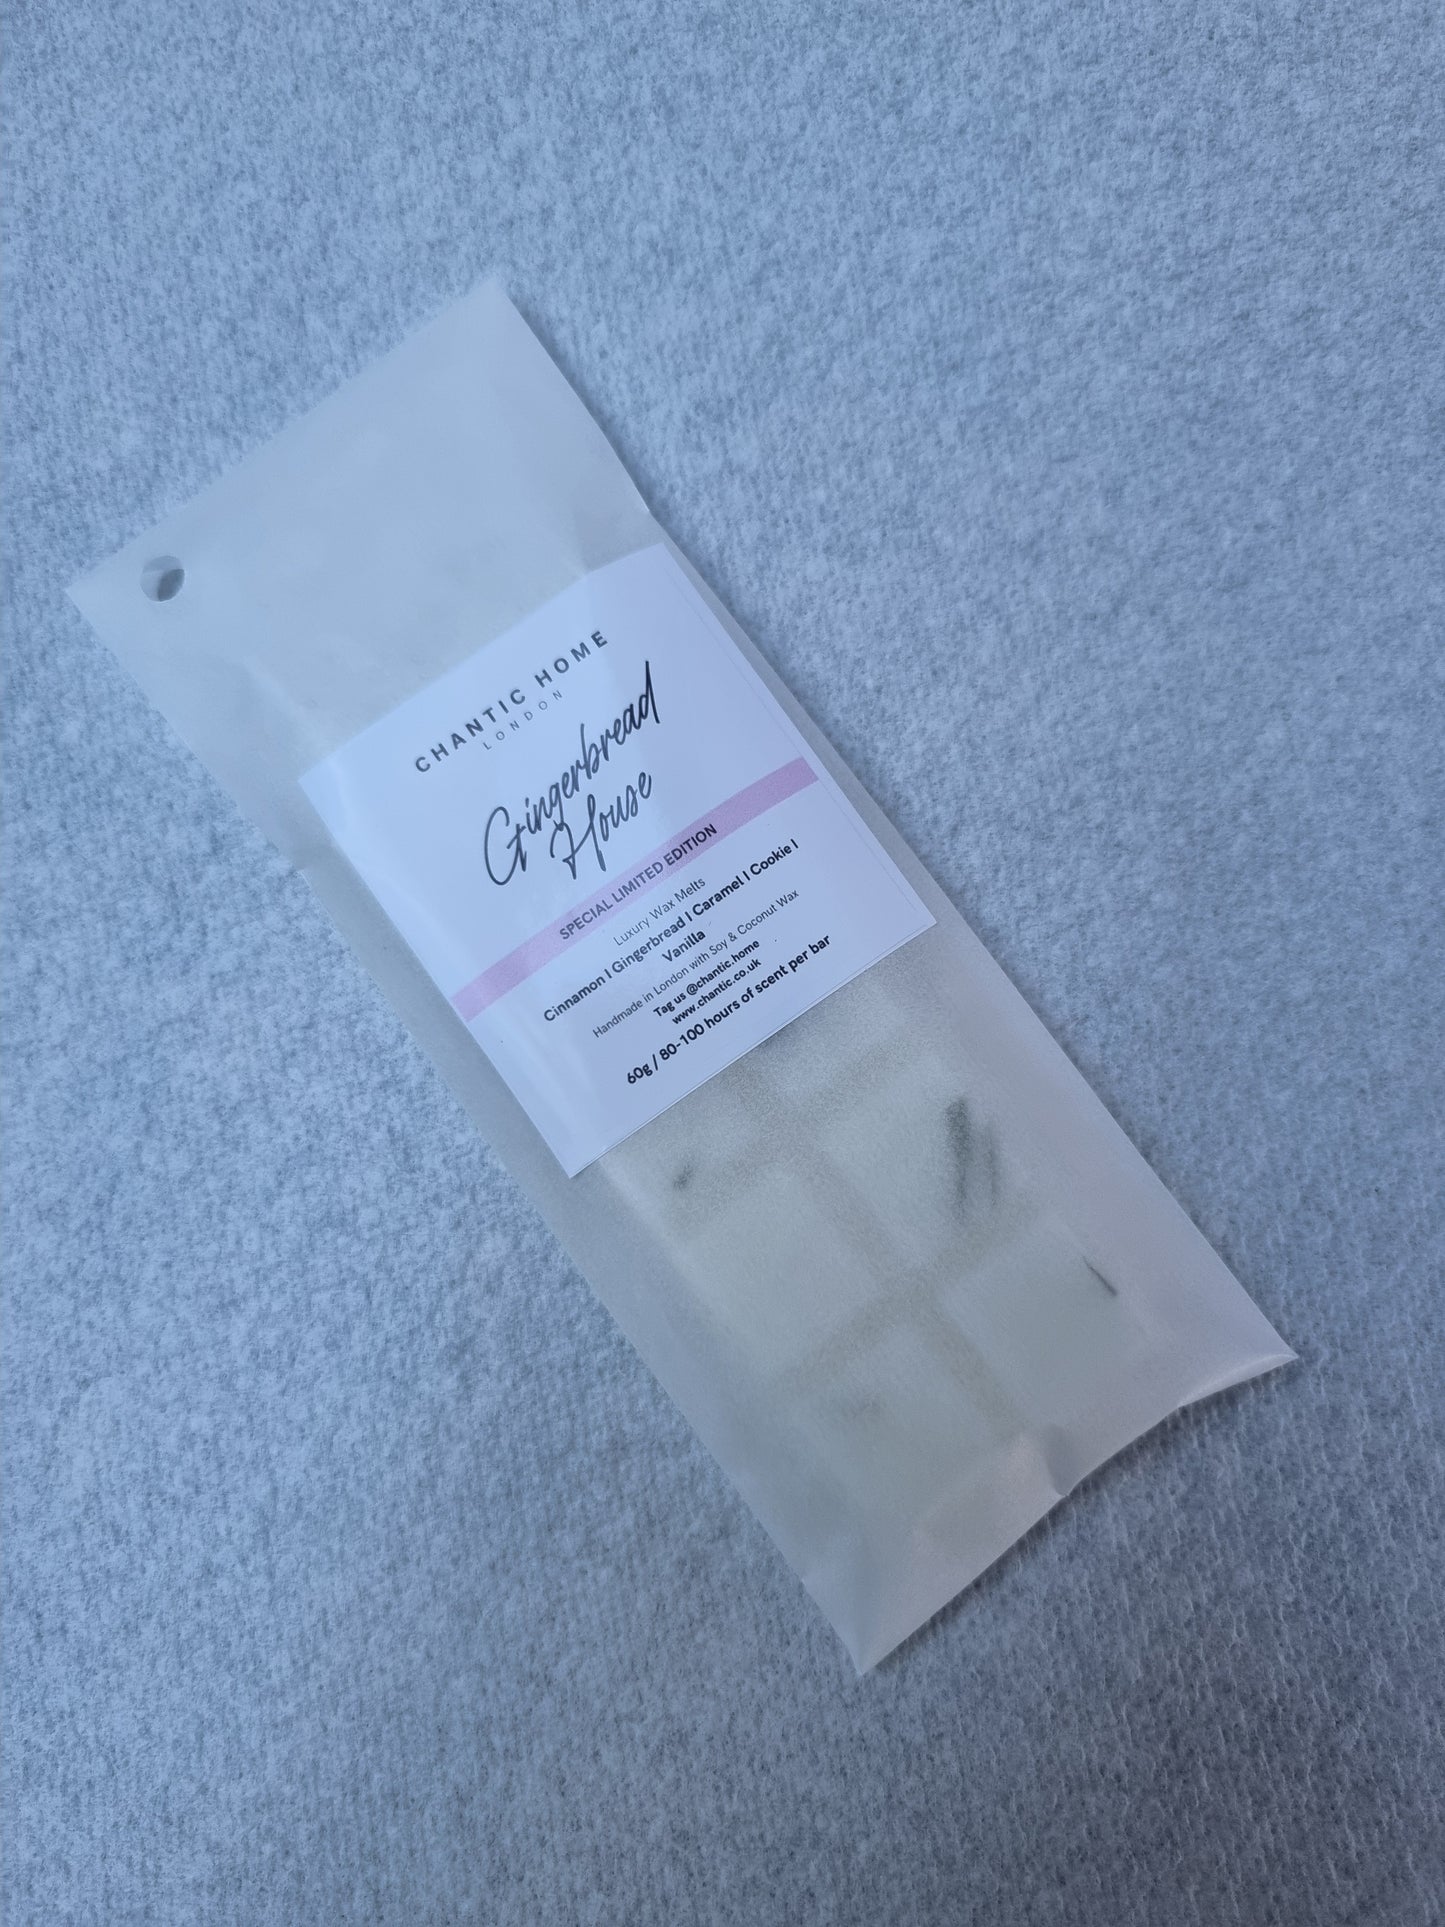 CHANTIC HOME
LONDON
Gingerbread
House
SPECIAL LIMITED EDITION
Luxury Wax Melts
Cinnamon I Gingerbread I Caramel I Cookie I
Vanilla
Handmade in London with Soy & Coconut Wax
Tag us @chantic.home
www.chantic.co.uk
60g / 80-100 hours of scent per bar